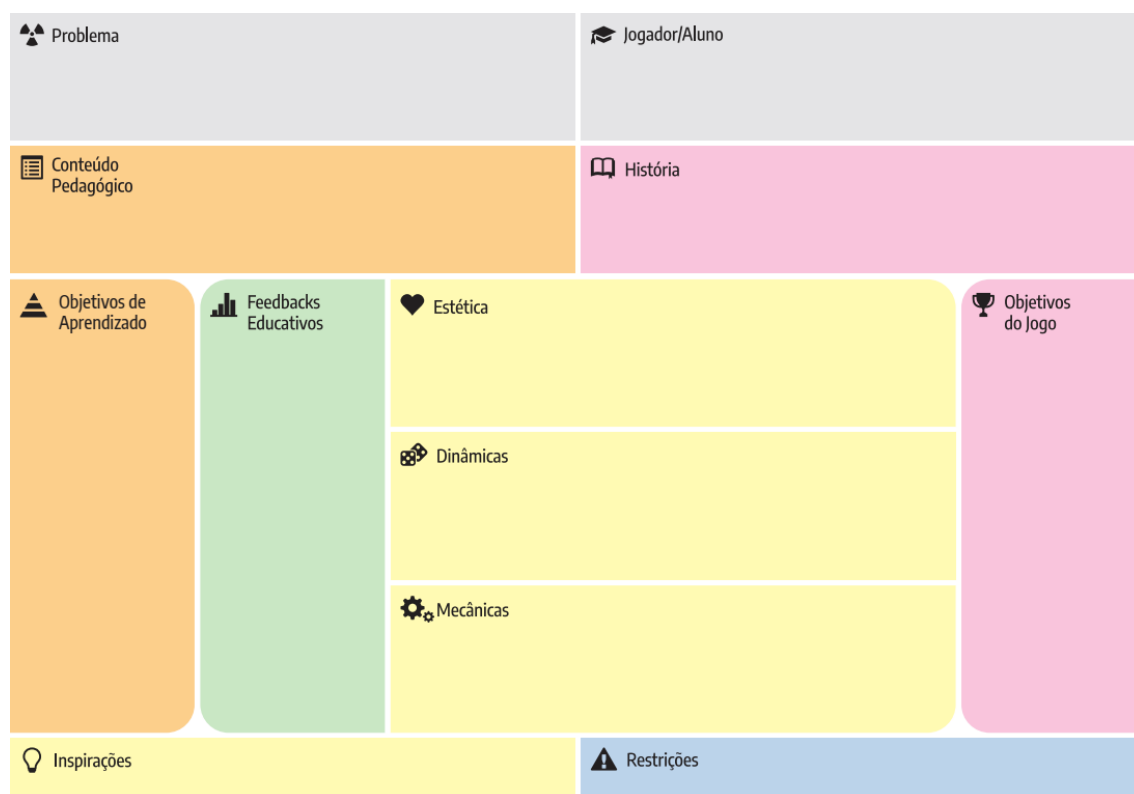 Problema
Jogador/Aluno
Conteúdo
Pedagógico
História
Objetivos de
Aprendizado
Feedbacks
Educativos
Estética
Dinâmicas
Mecânicas
Objetivos
do Jogo
Inspirações
Restrições